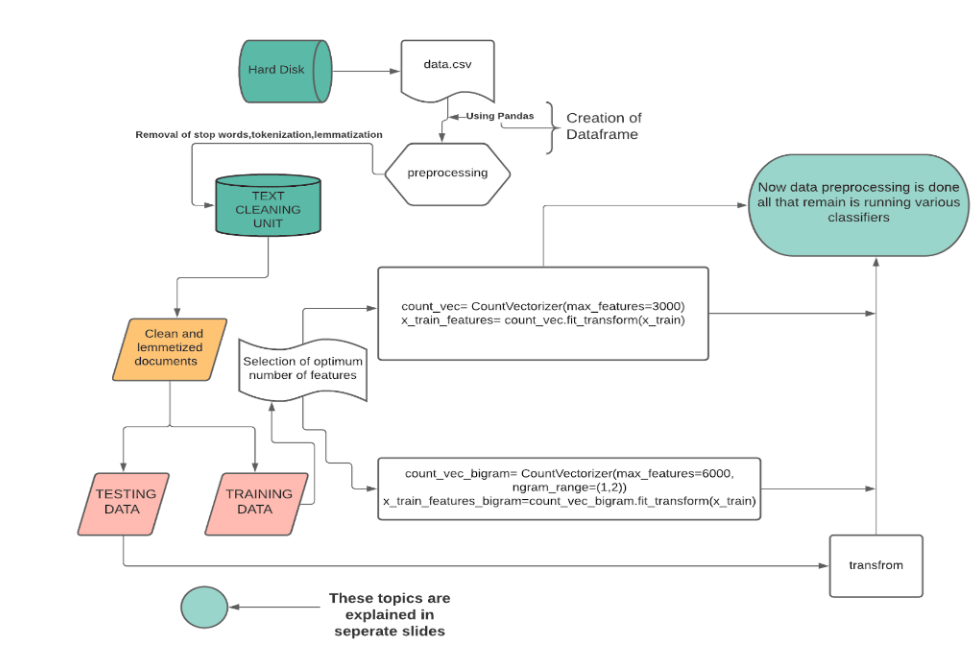 Hard Disk
data.csv
Using Pandas
Creation of
Dataframe
Removal of stop words,tokenization,lemmatization
preprocessing
TEXT
CLEANING
UNIT
Now data preprocessing is done
all that remain is running various
classifiers
count_vec= CountVectorizer(max_features=3000)
x_train_features= count_vec.fit_transform(x_train)
Clean and
lemmetized
documents
Selection of optimum
number of features
count_vec_bigram= CountVectorizer(max_features=6000,
ngram_range=(1,2))
x_train_features_bigram=count_vec_bigram.fit_transform(x_train)
TESTING
DATA
TRAINING
DATA
transfrom
These topics are
explained in
seperate slides